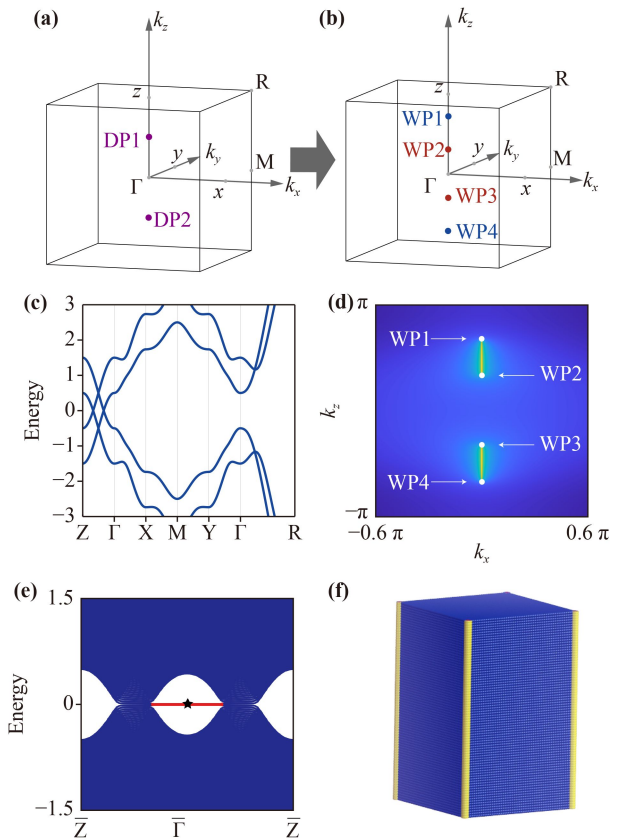 (a)
k_z
R
z
DP1
y
k_y
M
Γ
x
k_x
DP2
(b)
k_z
R
z
WP1
WP2
y
k_y
M
Γ
x
k_x
WP3
WP4
(c)
3
2
1
0
−1
−2
−3
Energy
Z Γ X M Y Γ R
(d)
π
WP1
WP2
k_z
WP3
WP4
−π
−0.6 π 0.6 π
k_x
(e)
1.5
0
−1.5
Energy
Z̅ Γ̅ Z̅
(f)